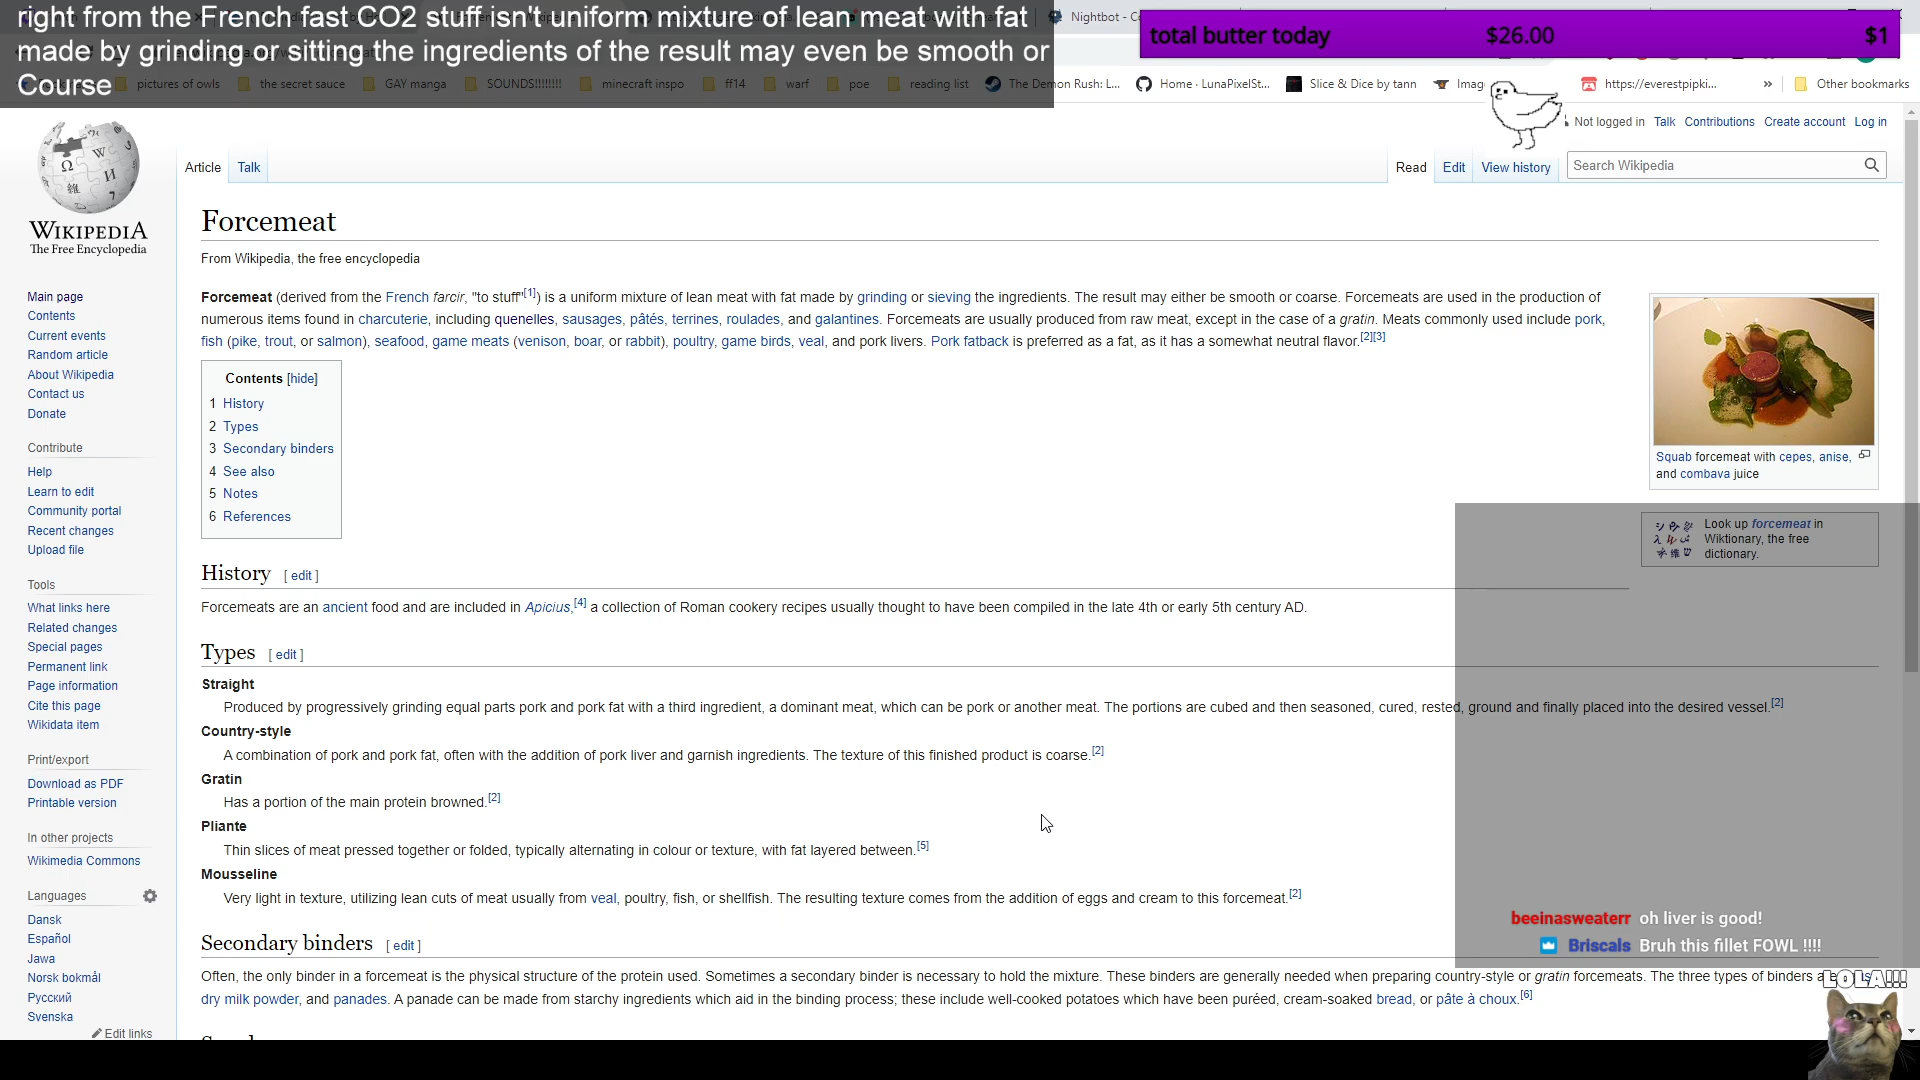 right from the French fast CO2 stuff isn't uniform mixture of lean meat with fat
made by grinding or sitting the ingredients of the result may even be smooth or
Course
Nightbot - C
total butter today $26.00 $1
pictures of owls the secret sauce GAY manga SOUNDS!!!!!!!! minecraft inspo ff14 warf poe reading list The Demon Rush: L... Home · LunaPixelSt... Slice & Dice by tann Imag https://everestpipki... » Other bookmarks
Not logged in Talk Contributions Create account Log in
Article Talk Read Edit View history Search Wikipedia
WIKIPEDIA
The Free Encyclopedia
Main page
Contents
Current events
Random article
About Wikipedia
Contact us
Donate
Contribute
Help
Learn to edit
Community portal
Recent changes
Upload file
Tools
What links here
Related changes
Special pages
Permanent link
Page information
Cite this page
Wikidata item
Print/export
Download as PDF
Printable version
In other projects
Wikimedia Commons
Languages
Dansk
Español
Jawa
Norsk bokmål
Русский
Svenska
Edit links
Forcemeat
From Wikipedia, the free encyclopedia
Forcemeat (derived from the French farcir, "to stuff"[1]) is a uniform mixture of lean meat with fat made by grinding or sieving the ingredients. The result may either be smooth or coarse. Forcemeats are used in the production of
numerous items found in charcuterie, including quenelles, sausages, pâtés, terrines, roulades, and galantines. Forcemeats are usually produced from raw meat, except in the case of a gratin. Meats commonly used include pork,
fish (pike, trout, or salmon), seafood, game meats (venison, boar, or rabbit), poultry, game birds, veal, and pork livers. Pork fatback is preferred as a fat, as it has a somewhat neutral flavor.[2][3]
Contents [hide]
1 History
2 Types
3 Secondary binders
4 See also
5 Notes
6 References
Squab forcemeat with cepes, anise,
and combava juice
Look up forcemeat in
Wiktionary, the free
dictionary.
History [ edit ]
Forcemeats are an ancient food and are included in Apicius,[4] a collection of Roman cookery recipes usually thought to have been compiled in the late 4th or early 5th century AD.
Types [ edit ]
Straight
Produced by progressively grinding equal parts pork and pork fat with a third ingredient, a dominant meat, which can be pork or another meat. The portions are cubed and then seasoned, cured, rested, ground and finally placed into the desired vessel.[2]
Country-style
A combination of pork and pork fat, often with the addition of pork liver and garnish ingredients. The texture of this finished product is coarse.[2]
Gratin
Has a portion of the main protein browned.[2]
Pliante
Thin slices of meat pressed together or folded, typically alternating in colour or texture, with fat layered between.[5]
Mousseline
Very light in texture, utilizing lean cuts of meat usually from veal, poultry, fish, or shellfish. The resulting texture comes from the addition of eggs and cream to this forcemeat.[2]
beeinasweaterr oh liver is good!
Briscals Bruh this fillet FOWL !!!!
Secondary binders [ edit ]
Often, the only binder in a forcemeat is the physical structure of the protein used. Sometimes a secondary binder is necessary to hold the mixture. These binders are generally needed when preparing country-style or gratin forcemeats. The three types of binders
dry milk powder, and panades. A panade can be made from starchy ingredients which aid in the binding process; these include well-cooked potatoes which have been puréed, cream-soaked bread, or pâte à choux.[6]
LOLA!!!